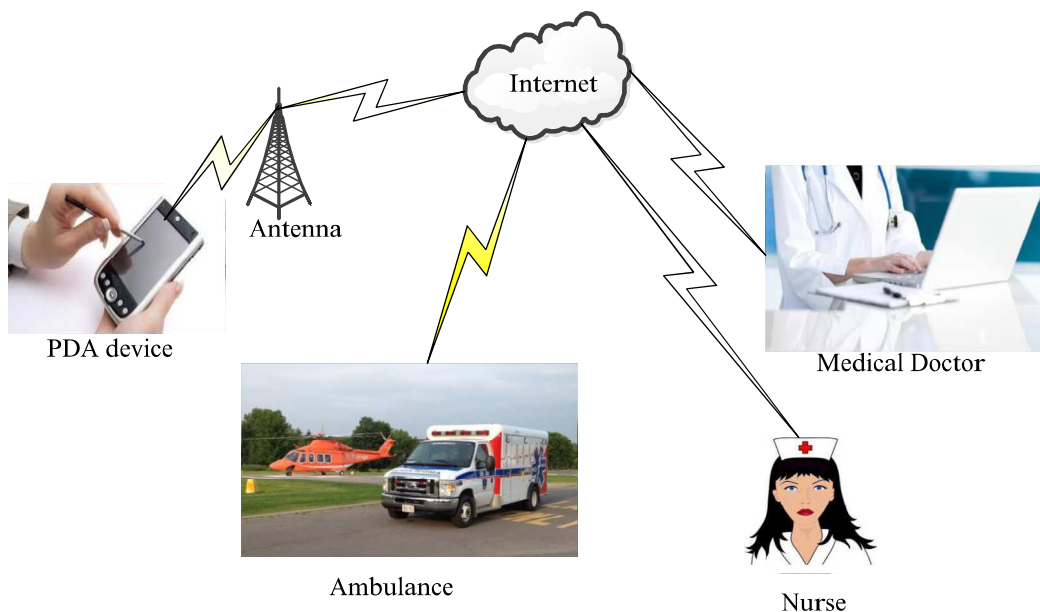 Internet
Antenna
PDA device
Medical Doctor
Ambulance
Nurse